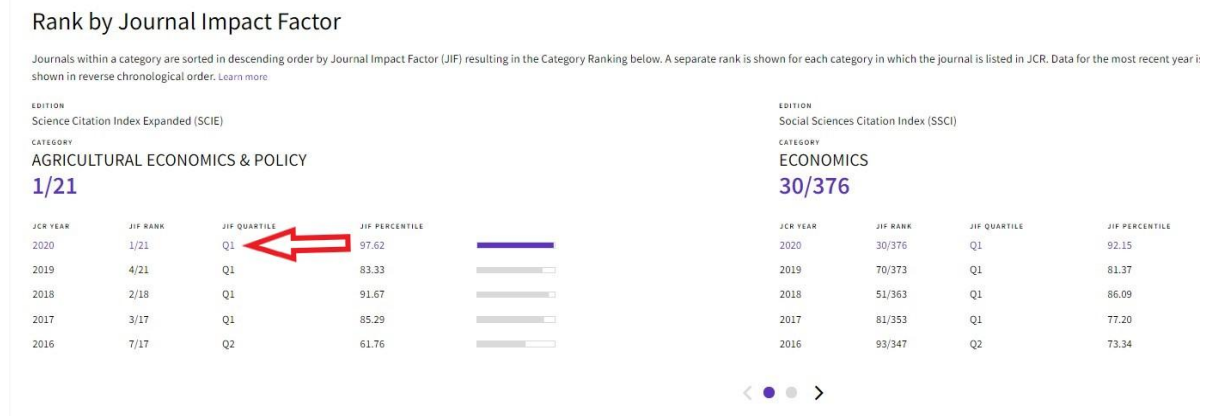 Rank by Journal Impact Factor
Journals within a category are sorted in descending order by Journal Impact Factor (JIF) resulting in the Category Ranking below. A separate rank is shown for each category in which the journal is listed in JCR. Data for the most recent year is
shown in reverse chronological order. Learn more
EDITION
Science Citation Index Expanded (SCIE)
CATEGORY
AGRICULTURAL ECONOMICS & POLICY
1/21
JCR YEAR JIF RANK JIF QUARTILE JIF PERCENTILE
2020 1/21 Q1 97.62
2019 4/21 Q1 83.33
2018 2/18 Q1 91.67
2017 3/17 Q1 85.29
2016 7/17 Q2 61.76
EDITION
Social Sciences Citation Index (SSCI)
CATEGORY
ECONOMICS
30/376
JCR YEAR JIF RANK JIF QUARTILE JIF PERCENTILE
2020 30/376 Q1 92.15
2019 70/373 Q1 81.37
2018 51/363 Q1 86.09
2017 81/353 Q1 77.20
2016 93/347 Q2 73.34